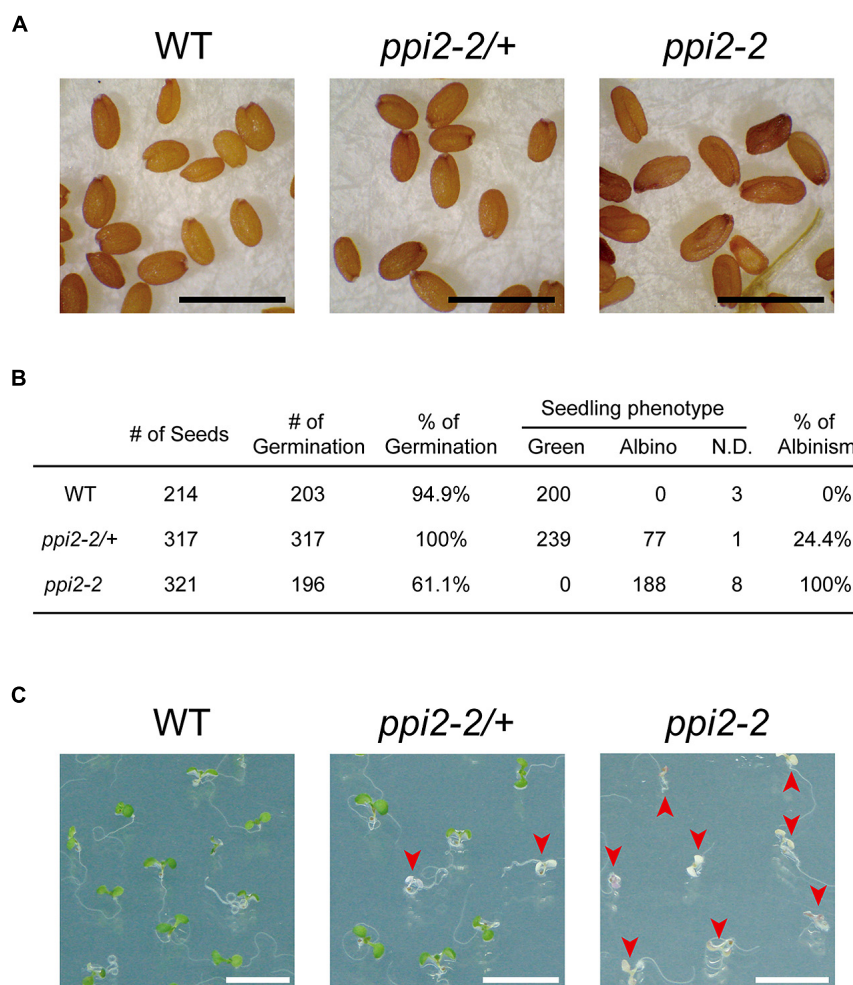 A
WT ppi2-2/+ ppi2-2
B
Seedling phenotype
# of Seeds # of Germination % of Germination Green Albino N.D. % of Albinism
WT 214 203 94.9% 200 0 3 0%
ppi2-2/+ 317 317 100% 239 77 1 24.4%
ppi2-2 321 196 61.1% 0 188 8 100%
C
WT ppi2-2/+ ppi2-2